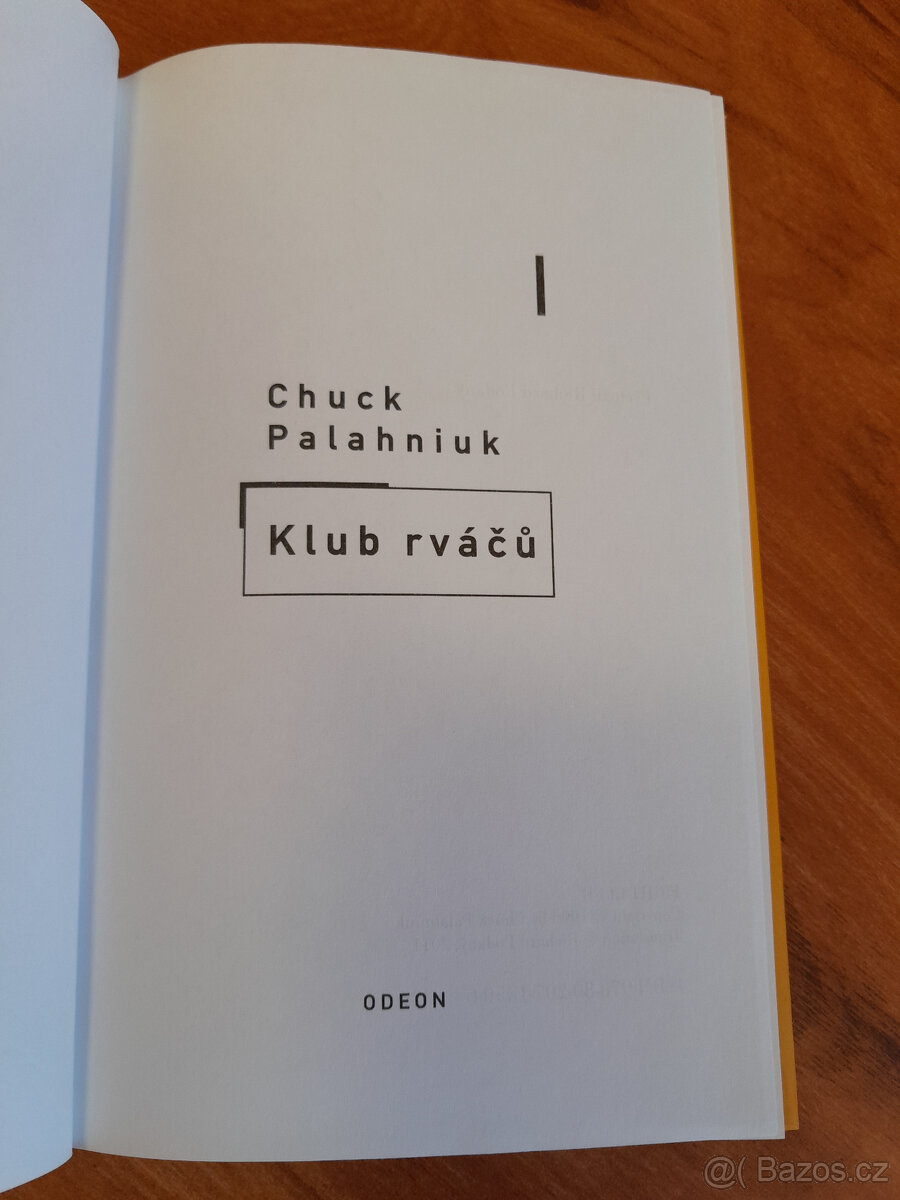 Chuck
Palahniuk
Klub rváčů
ODEON
@( Bazos.cz